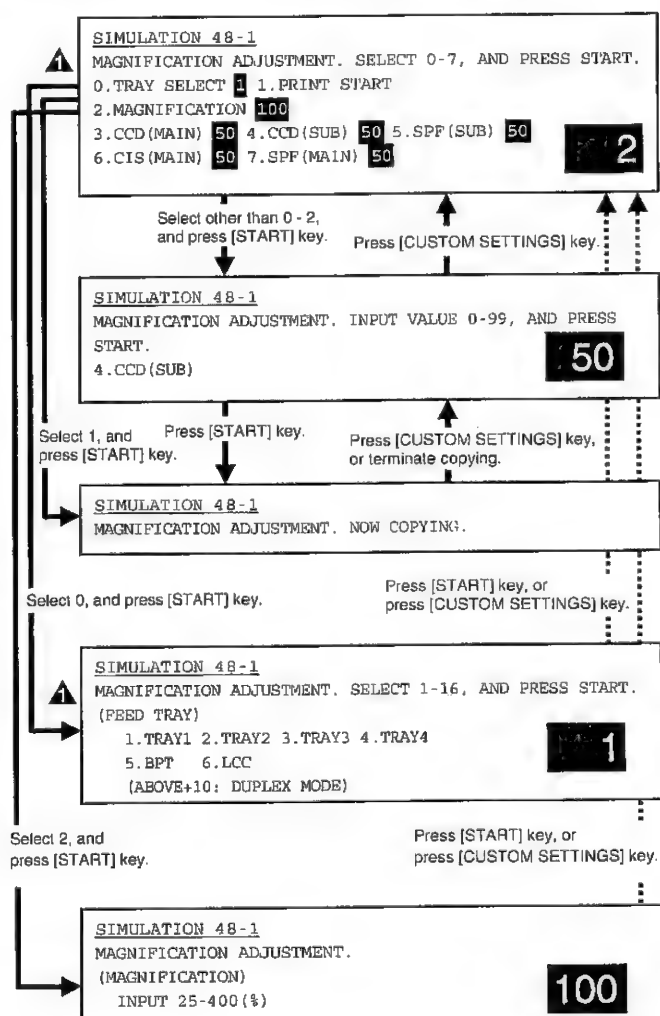 SIMULATION 48-1
MAGNIFICATION ADJUSTMENT. SELECT 0-7, AND PRESS START.
0.TRAY SELECT 1 1.PRINT START
2.MAGNIFICATION 100
3.CCD(MAIN) 50 4.CCD(SUB) 50 5.SPF(SUB) 50
6.CIS(MAIN) 50 7.SPF(MAIN) 50
2
1
Select other than 0 - 2,
and press [START] key.
Press [CUSTOM SETTINGS] key.
SIMULATION 48-1
MAGNIFICATION ADJUSTMENT. INPUT VALUE 0-99, AND PRESS
START.
4.CCD(SUB)
50
Select 1, and
press [START] key.
Press [START] key.
Press [CUSTOM SETTINGS] key,
or terminate copying.
SIMULATION 48-1
MAGNIFICATION ADJUSTMENT. NOW COPYING.
Select 0, and press [START] key.
Press [START] key, or
press [CUSTOM SETTINGS] key.
1
SIMULATION 48-1
MAGNIFICATION ADJUSTMENT. SELECT 1-16, AND PRESS START.
(FEED TRAY)
1.TRAY1 2.TRAY2 3.TRAY3 4.TRAY4
5.BPT 6.LCC
(ABOVE+10: DUPLEX MODE)
1
Select 2, and
press [START] key.
Press [START] key, or
press [CUSTOM SETTINGS] key.
SIMULATION 48-1
MAGNIFICATION ADJUSTMENT.
(MAGNIFICATION)
INPUT 25-400(%)
100